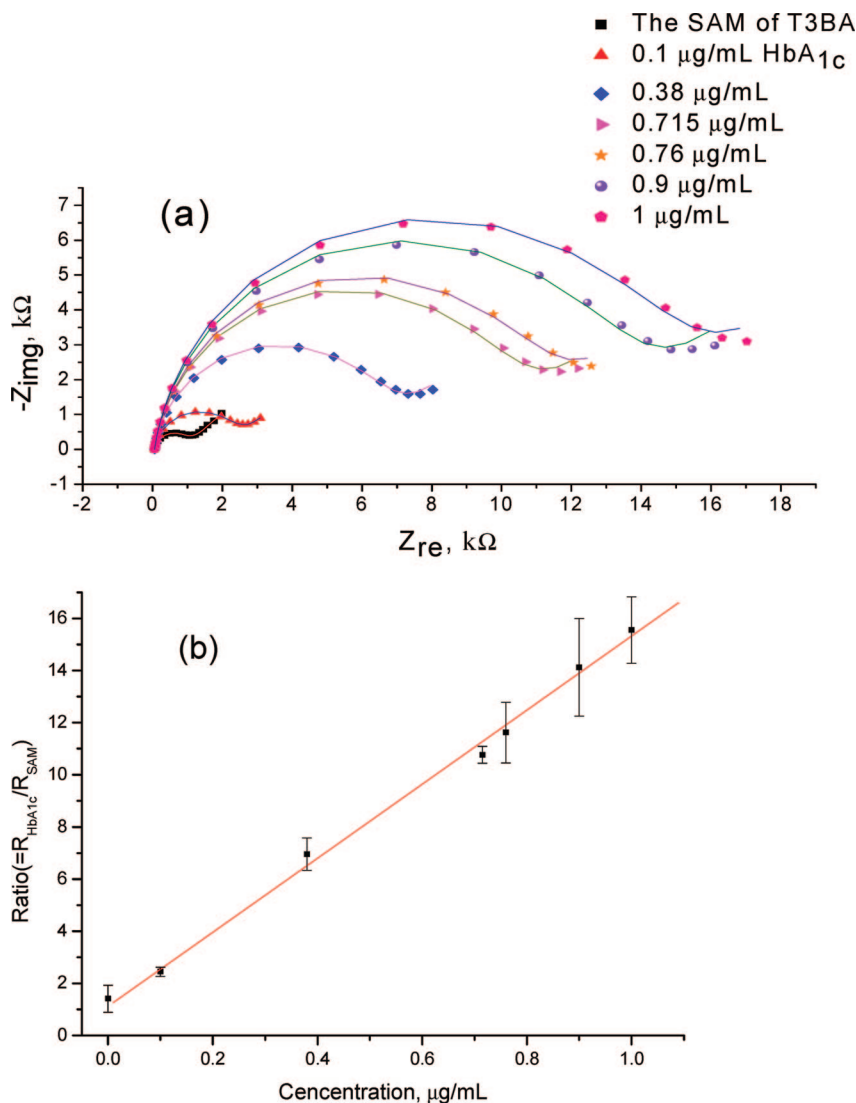 The SAM of T3BA
0.1 μg/mL HbA1c
0.38 μg/mL
0.715 μg/mL
0.76 μg/mL
0.9 μg/mL
1 μg/mL
(a)
7
6
5
4
3
2
1
0
-1
-Zimg, kΩ
-2 0 2 4 6 8 10 12 14 16 18
Zre, kΩ
(b)
16
14
12
10
8
6
4
2
0
Ratio(=RHbA1c/RSAM)
0.0 0.2 0.4 0.6 0.8 1.0
Cencentration, μg/mL